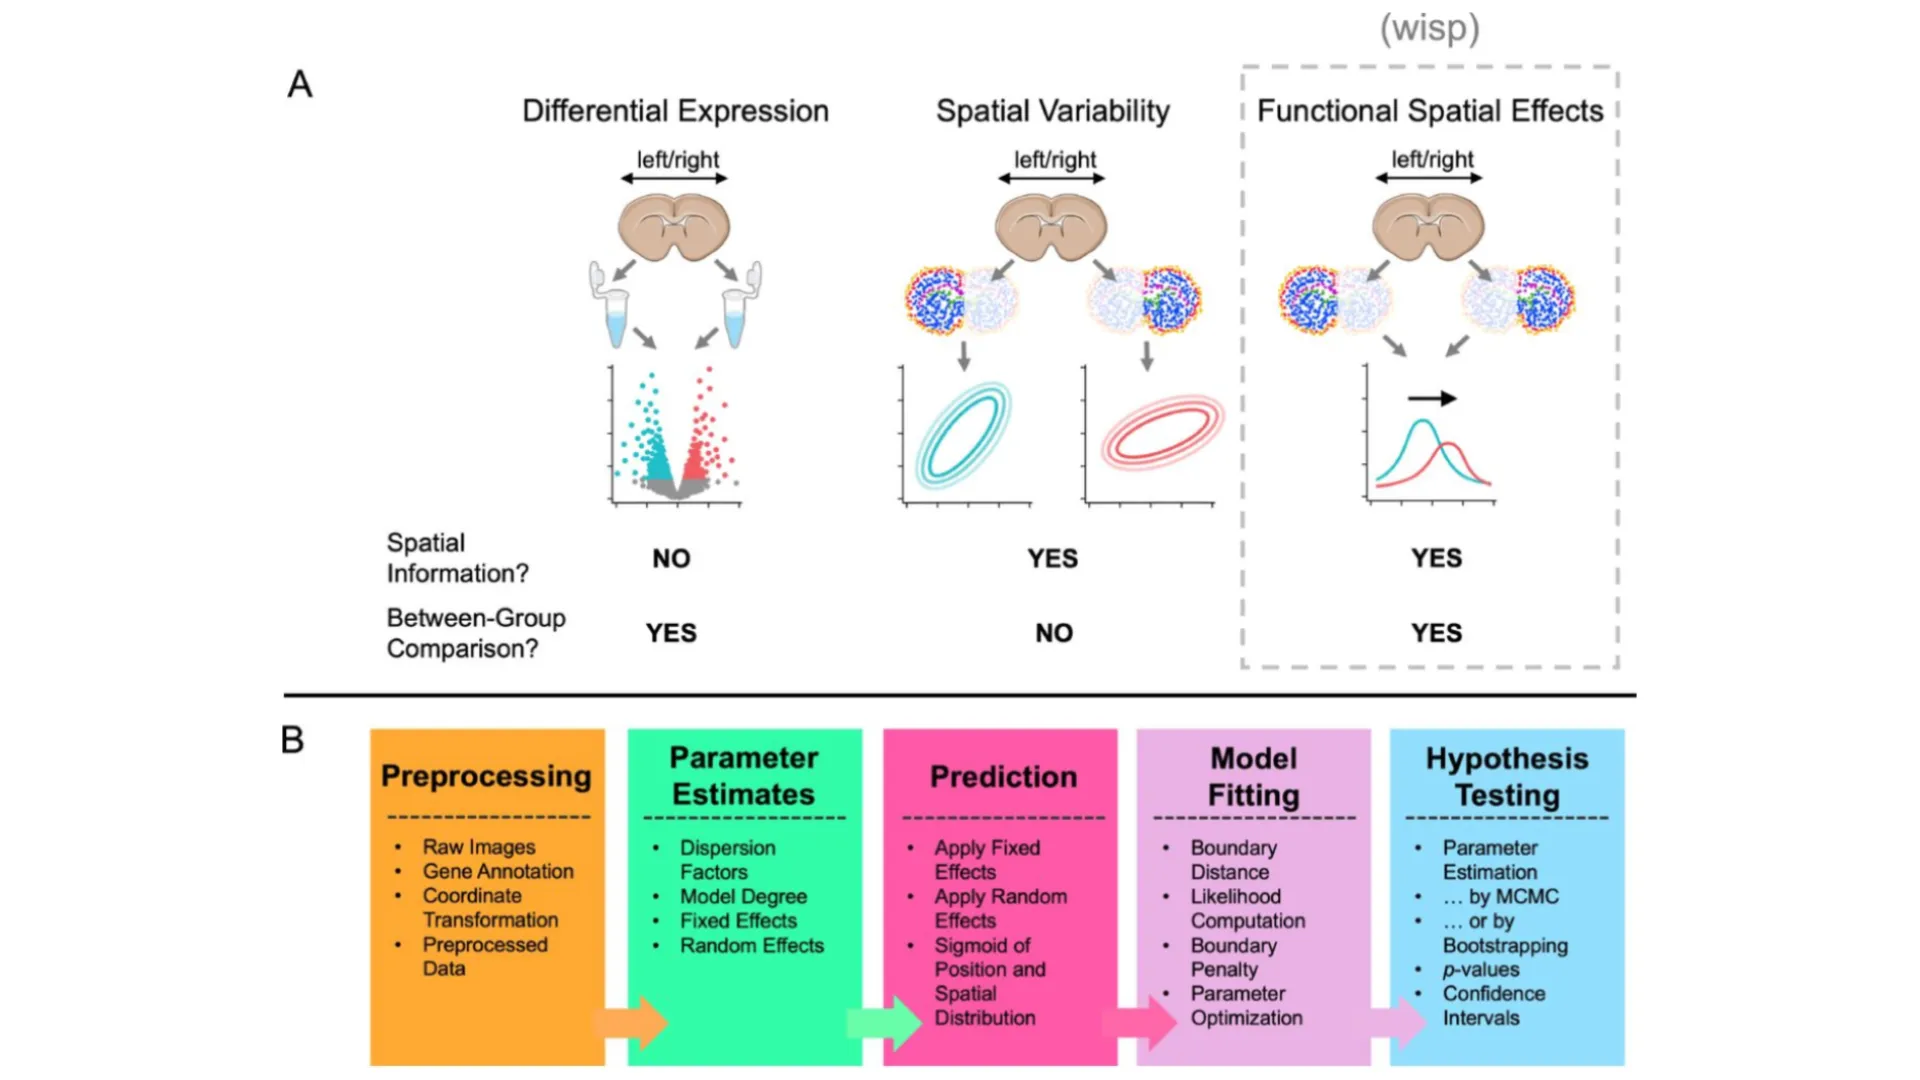 (wisp)
A
Differential Expression
Spatial Variability
Functional Spatial Effects
left/right
left/right
left/right
Spatial
Information?
NO
YES
YES
Between-Group
Comparison?
YES
NO
YES
B
Preprocessing
• Raw Images
• Gene Annotation
• Coordinate
Transformation
• Preprocessed
Data
Parameter
Estimates
• Dispersion
Factors
• Model Degree
• Fixed Effects
• Random Effects
Prediction
• Apply Fixed
Effects
• Apply Random
Effects
• Sigmoid of
Position and
Spatial
Distribution
Model
Fitting
• Boundary
Distance
• Likelihood
Computation
• Boundary
Penalty
• Parameter
Optimization
Hypothesis
Testing
• Parameter
Estimation
• … by MCMC
• … or by
Bootstrapping
• p-values
• Confidence
Intervals